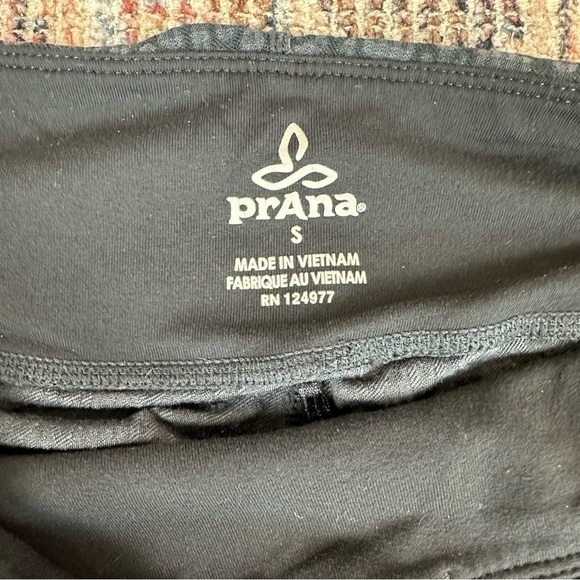 prAna®
S
MADE IN VIETNAM
FABRIQUE AU VIETNAM
RN 124977